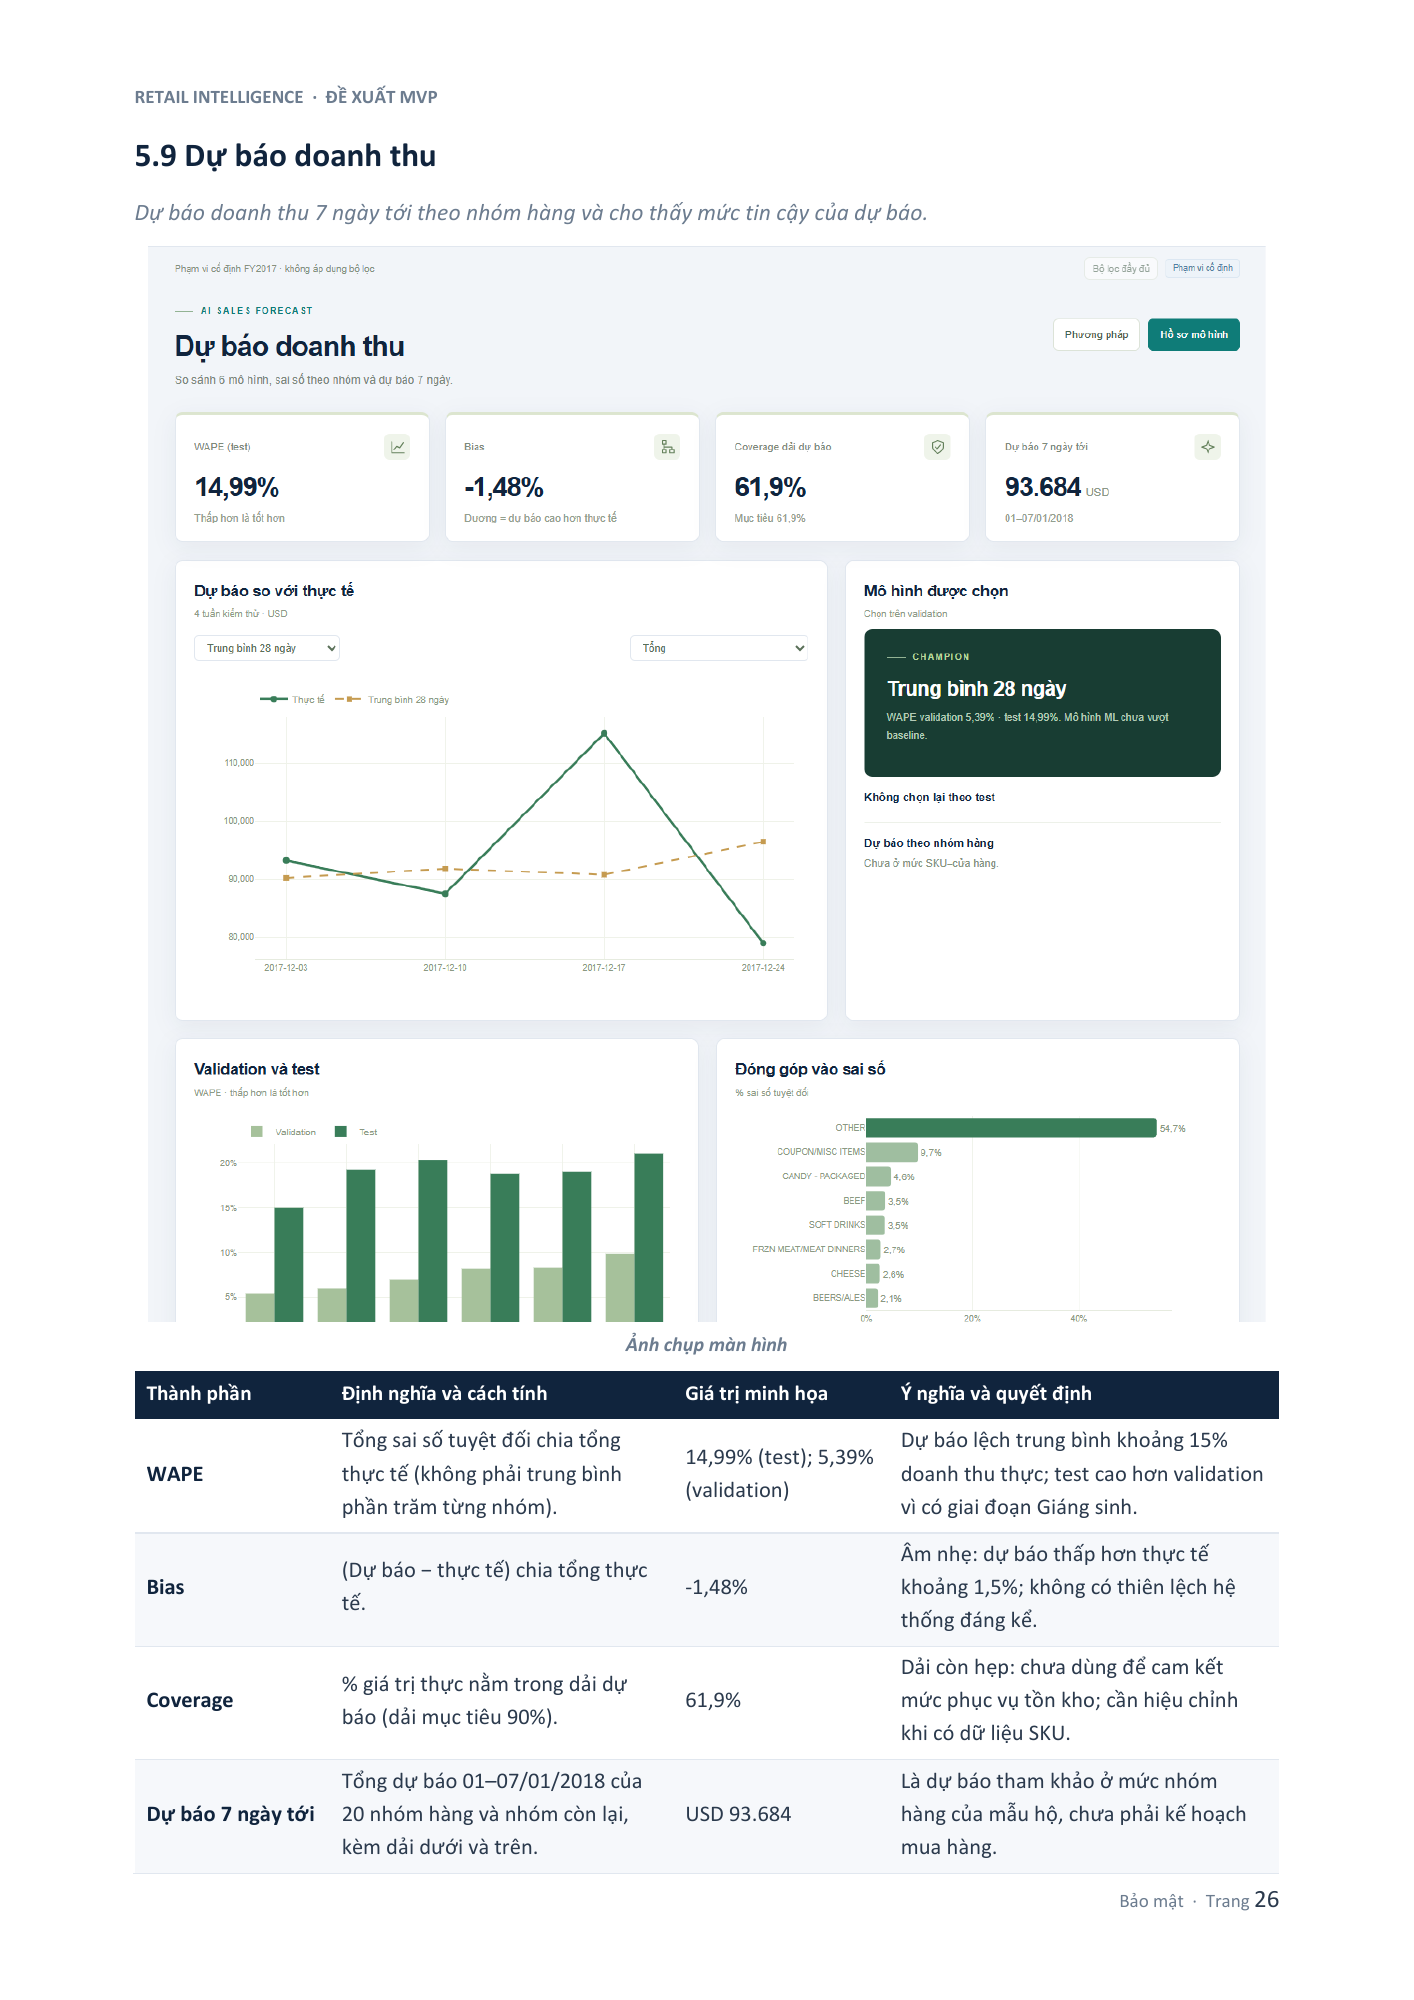 RETAIL INTELLIGENCE · ĐỀ XUẤT MVP
5.9 Dự báo doanh thu
Dự báo doanh thu 7 ngày tới theo nhóm hàng và cho thấy mức tin cậy của dự báo.
Phạm vi cố định FY2017 · không áp dụng bộ lọc
Bộ lọc đầy đủ
Phạm vi cố định
AI SALES FORECAST
Dự báo doanh thu
Phương pháp
Hồ sơ mô hình
So sánh 6 mô hình, sai số theo nhóm và dự báo 7 ngày.
WAPE (test)
14,99%
Thấp hơn là tốt hơn
Bias
-1,48%
Dương = dự báo cao hơn thực tế
Coverage dải dự báo
61,9%
Mục tiêu 61,9%
Dự báo 7 ngày tới
93.684 USD
01–07/01/2018
Dự báo so với thực tế
4 tuần kiểm thử · USD
Trung bình 28 ngày
Tổng
Thực tế
Trung bình 28 ngày
110,000
100,000
90,000
80,000
2017-12-03
2017-12-10
2017-12-17
2017-12-24
Mô hình được chọn
Chọn trên validation
CHAMPION
Trung bình 28 ngày
WAPE validation 5,39% · test 14,99%. Mô hình ML chưa vượt
baseline.
Không chọn lại theo test
Dự báo theo nhóm hàng
Chưa ở mức SKU–cửa hàng.
Validation và test
WAPE · thấp hơn là tốt hơn
Validation
Test
20%
15%
10%
5%
Đóng góp vào sai số
% sai số tuyệt đối
OTHER 54,7%
COUPON/MISC ITEMS 9,7%
CANDY - PACKAGED 4,6%
BEEF 3,5%
SOFT DRINKS 3,5%
FRZN MEAT/MEAT DINNERS 2,7%
CHEESE 2,6%
BEERS/ALES 2,1%
0%
20%
40%
Ảnh chụp màn hình
Thành phần
Định nghĩa và cách tính
Giá trị minh họa
Ý nghĩa và quyết định
WAPE
Tổng sai số tuyệt đối chia tổng
thực tế (không phải trung bình
phần trăm từng nhóm).
14,99% (test); 5,39%
(validation)
Dự báo lệch trung bình khoảng 15%
doanh thu thực; test cao hơn validation
vì có giai đoạn Giáng sinh.
Bias
(Dự báo − thực tế) chia tổng thực
tế.
-1,48%
Âm nhẹ: dự báo thấp hơn thực tế
khoảng 1,5%; không có thiên lệch hệ
thống đáng kể.
Coverage
% giá trị thực nằm trong dải dự
báo (dải mục tiêu 90%).
61,9%
Dải còn hẹp: chưa dùng để cam kết
mức phục vụ tồn kho; cần hiệu chỉnh
khi có dữ liệu SKU.
Dự báo 7 ngày tới
Tổng dự báo 01–07/01/2018 của
20 nhóm hàng và nhóm còn lại,
kèm dải dưới và trên.
USD 93.684
Là dự báo tham khảo ở mức nhóm
hàng của mẫu hộ, chưa phải kế hoạch
mua hàng.
Bảo mật · Trang 26